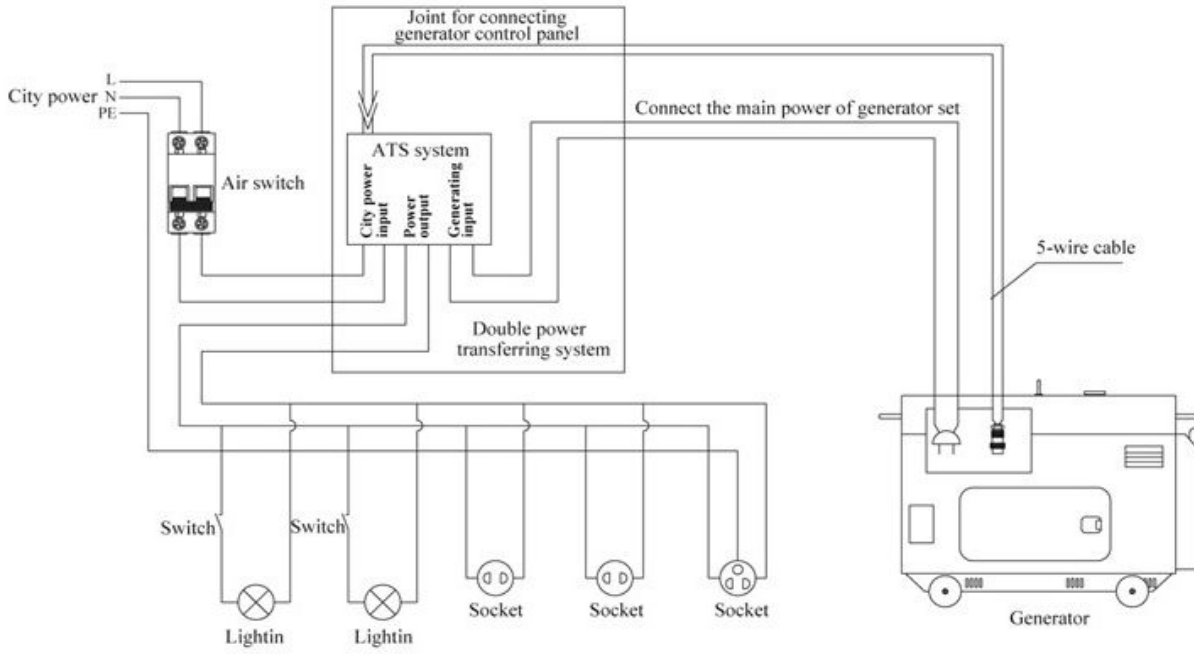 Joint for connecting
generator control panel
L
City power N
PE
Connect the main power of generator set
ATS system
Air switch
City power
input
Power
output
Generating
input
5-wire cable
Double power
transferring system
Switch
Switch
Socket
Socket
Socket
Generator
Lightin
Lightin